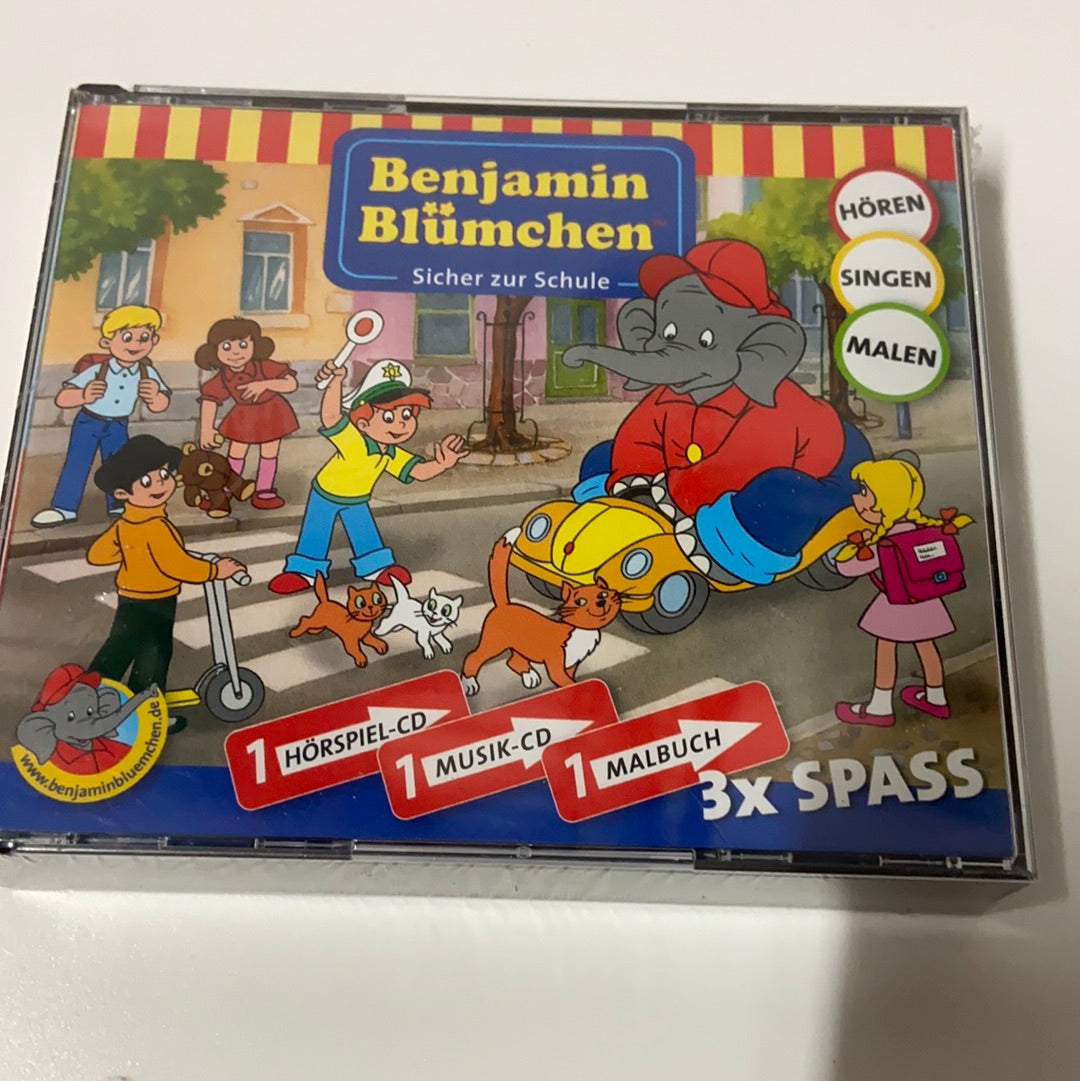 Benjamin
Blümchen™
Sicher zur Schule
HÖREN
SINGEN
MALEN
www.benjaminbluemchen.de
1 HÖRSPIEL-CD
1 MUSIK-CD
1 MALBUCH
3x SPASS